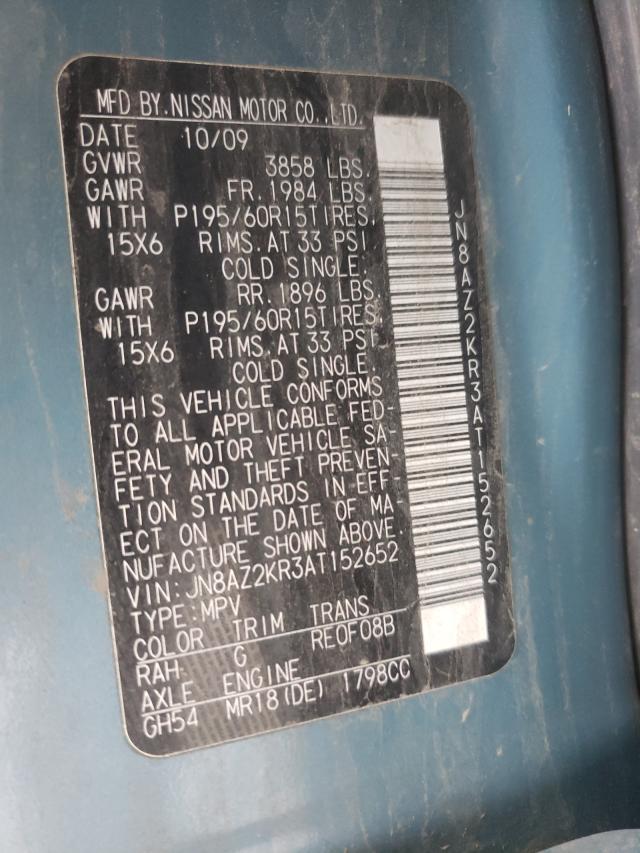 MFD BY.NISSAN MOTOR CO.,LTD.
DATE 10/09
GVWR 3858 LBS.
GAWR FR.1984 LBS.
WITH P195/60R15TIRES,
15X6 RIMS.AT 33 PSI
COLD SINGLE.
GAWR RR.1896 LBS.
WITH P195/60R15TIRES,
15X6 RIMS.AT 33 PSI
COLD SINGLE.
THIS VEHICLE CONFORMS
TO ALL APPLICABLE FED-
ERAL MOTOR VEHICLE SA-
FETY AND THEFT PREVEN-
TION STANDARDS IN EFF-
ECT ON THE DATE OF MA-
NUFACTURE SHOWN ABOVE.
VIN:JN8AZ2KR3AT152652
TYPE:MPV
COLOR TRIM TRANS
RAH G RE0F08B
AXLE ENGINE
GH54 MR18(DE) 1798CC
JN8AZ2KR3AT152652